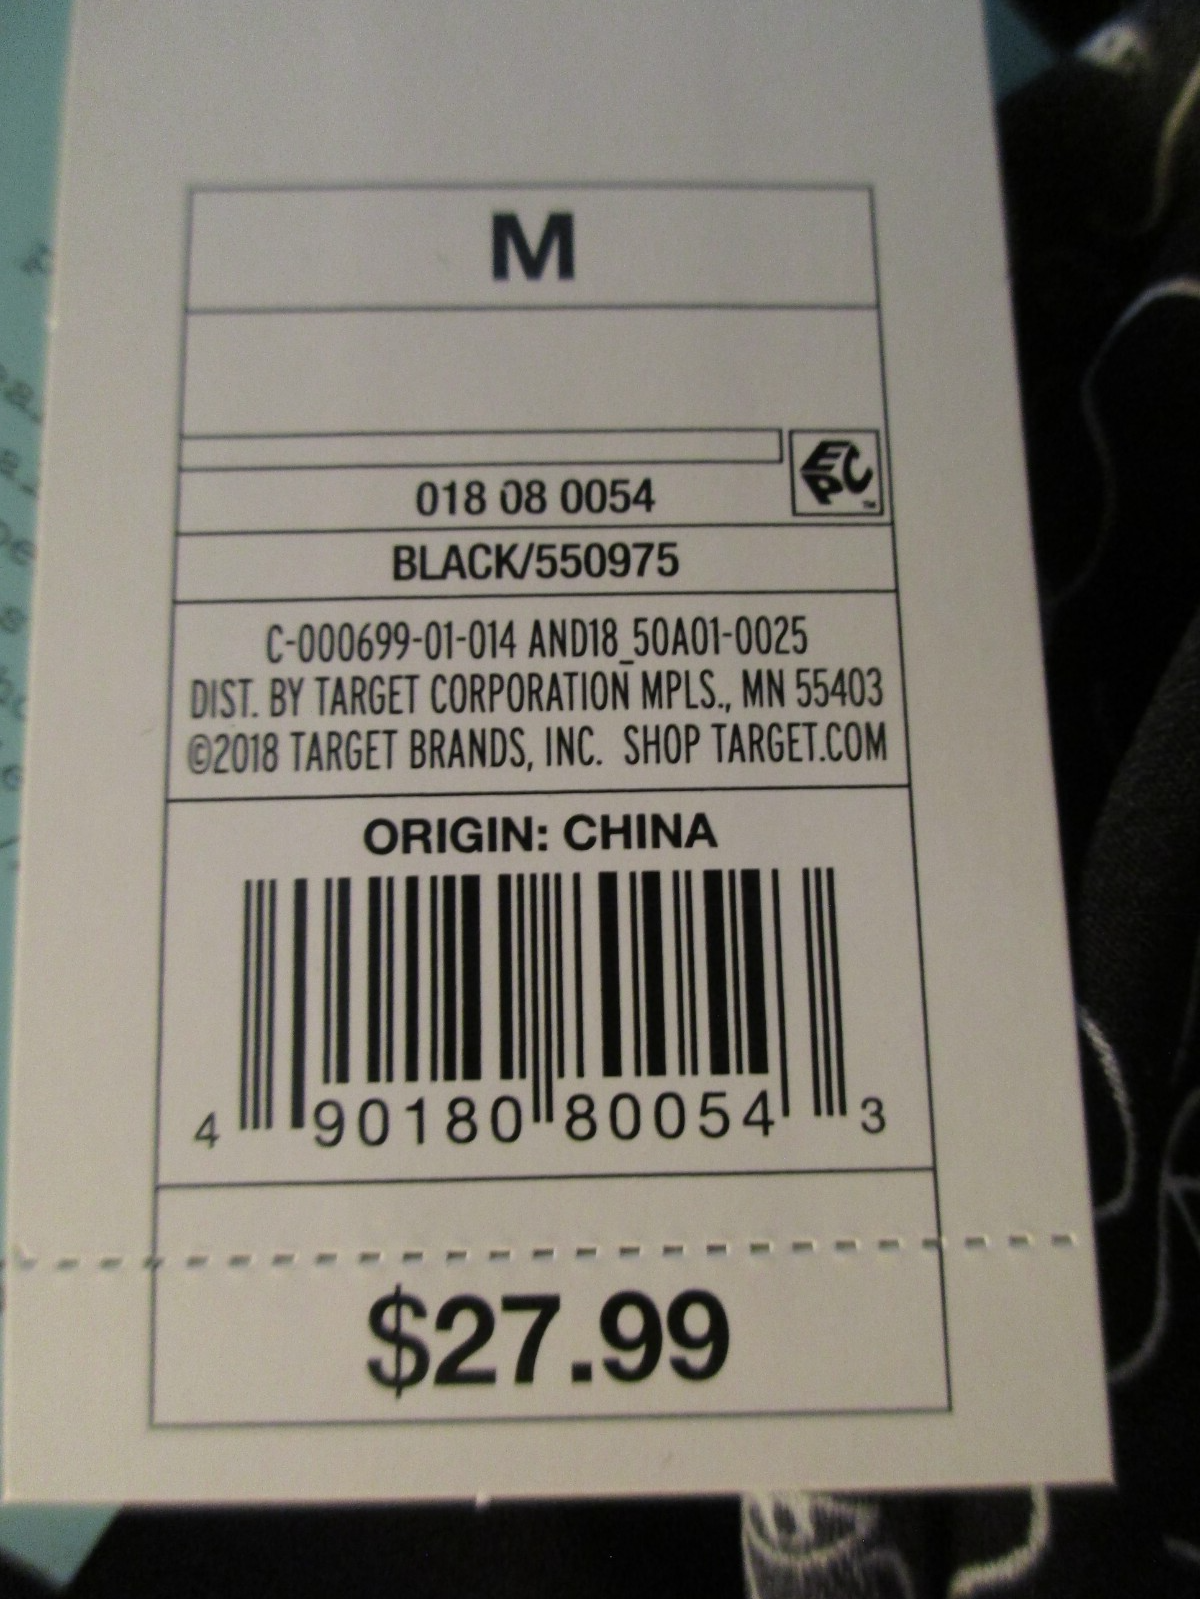 M
EPC™
018 08 0054
BLACK/550975
C-000699-01-014 AND18_50A01-0025
DIST. BY TARGET CORPORATION MPLS., MN 55403
©2018 TARGET BRANDS, INC. SHOP TARGET.COM
ORIGIN: CHINA
4 90180 80054 3
$27.99